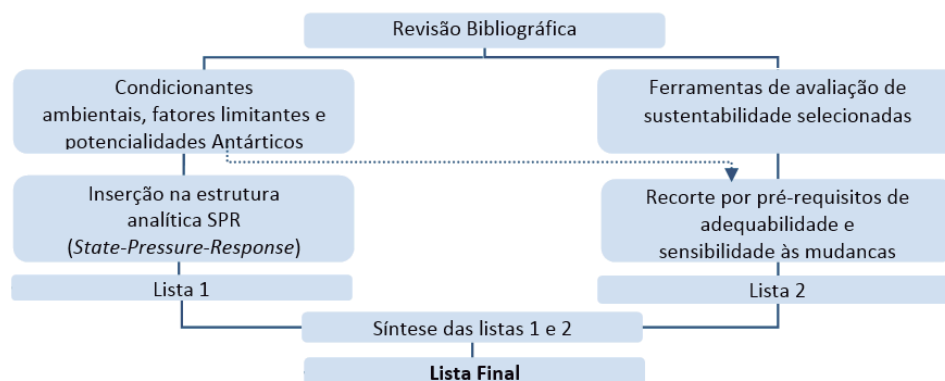 Revisão Bibliográfica
Condicionantes
ambientais, fatores limitantes e
potencialidades Antárticos
Ferramentas de avaliação de
sustentabilidade selecionadas
Inserção na estrutura
analítica SPR
(State-Pressure-Response)
Recorte por pré-requisitos de
adequabilidade e
sensibilidade às mudancas
Lista 1
Lista 2
Síntese das listas 1 e 2
Lista Final